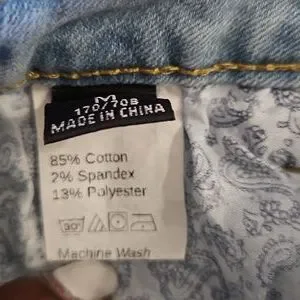 M
170/70B
MADE IN CHINA
85% Cotton
2% Spandex
13% Polyester
30°
Machine Wash